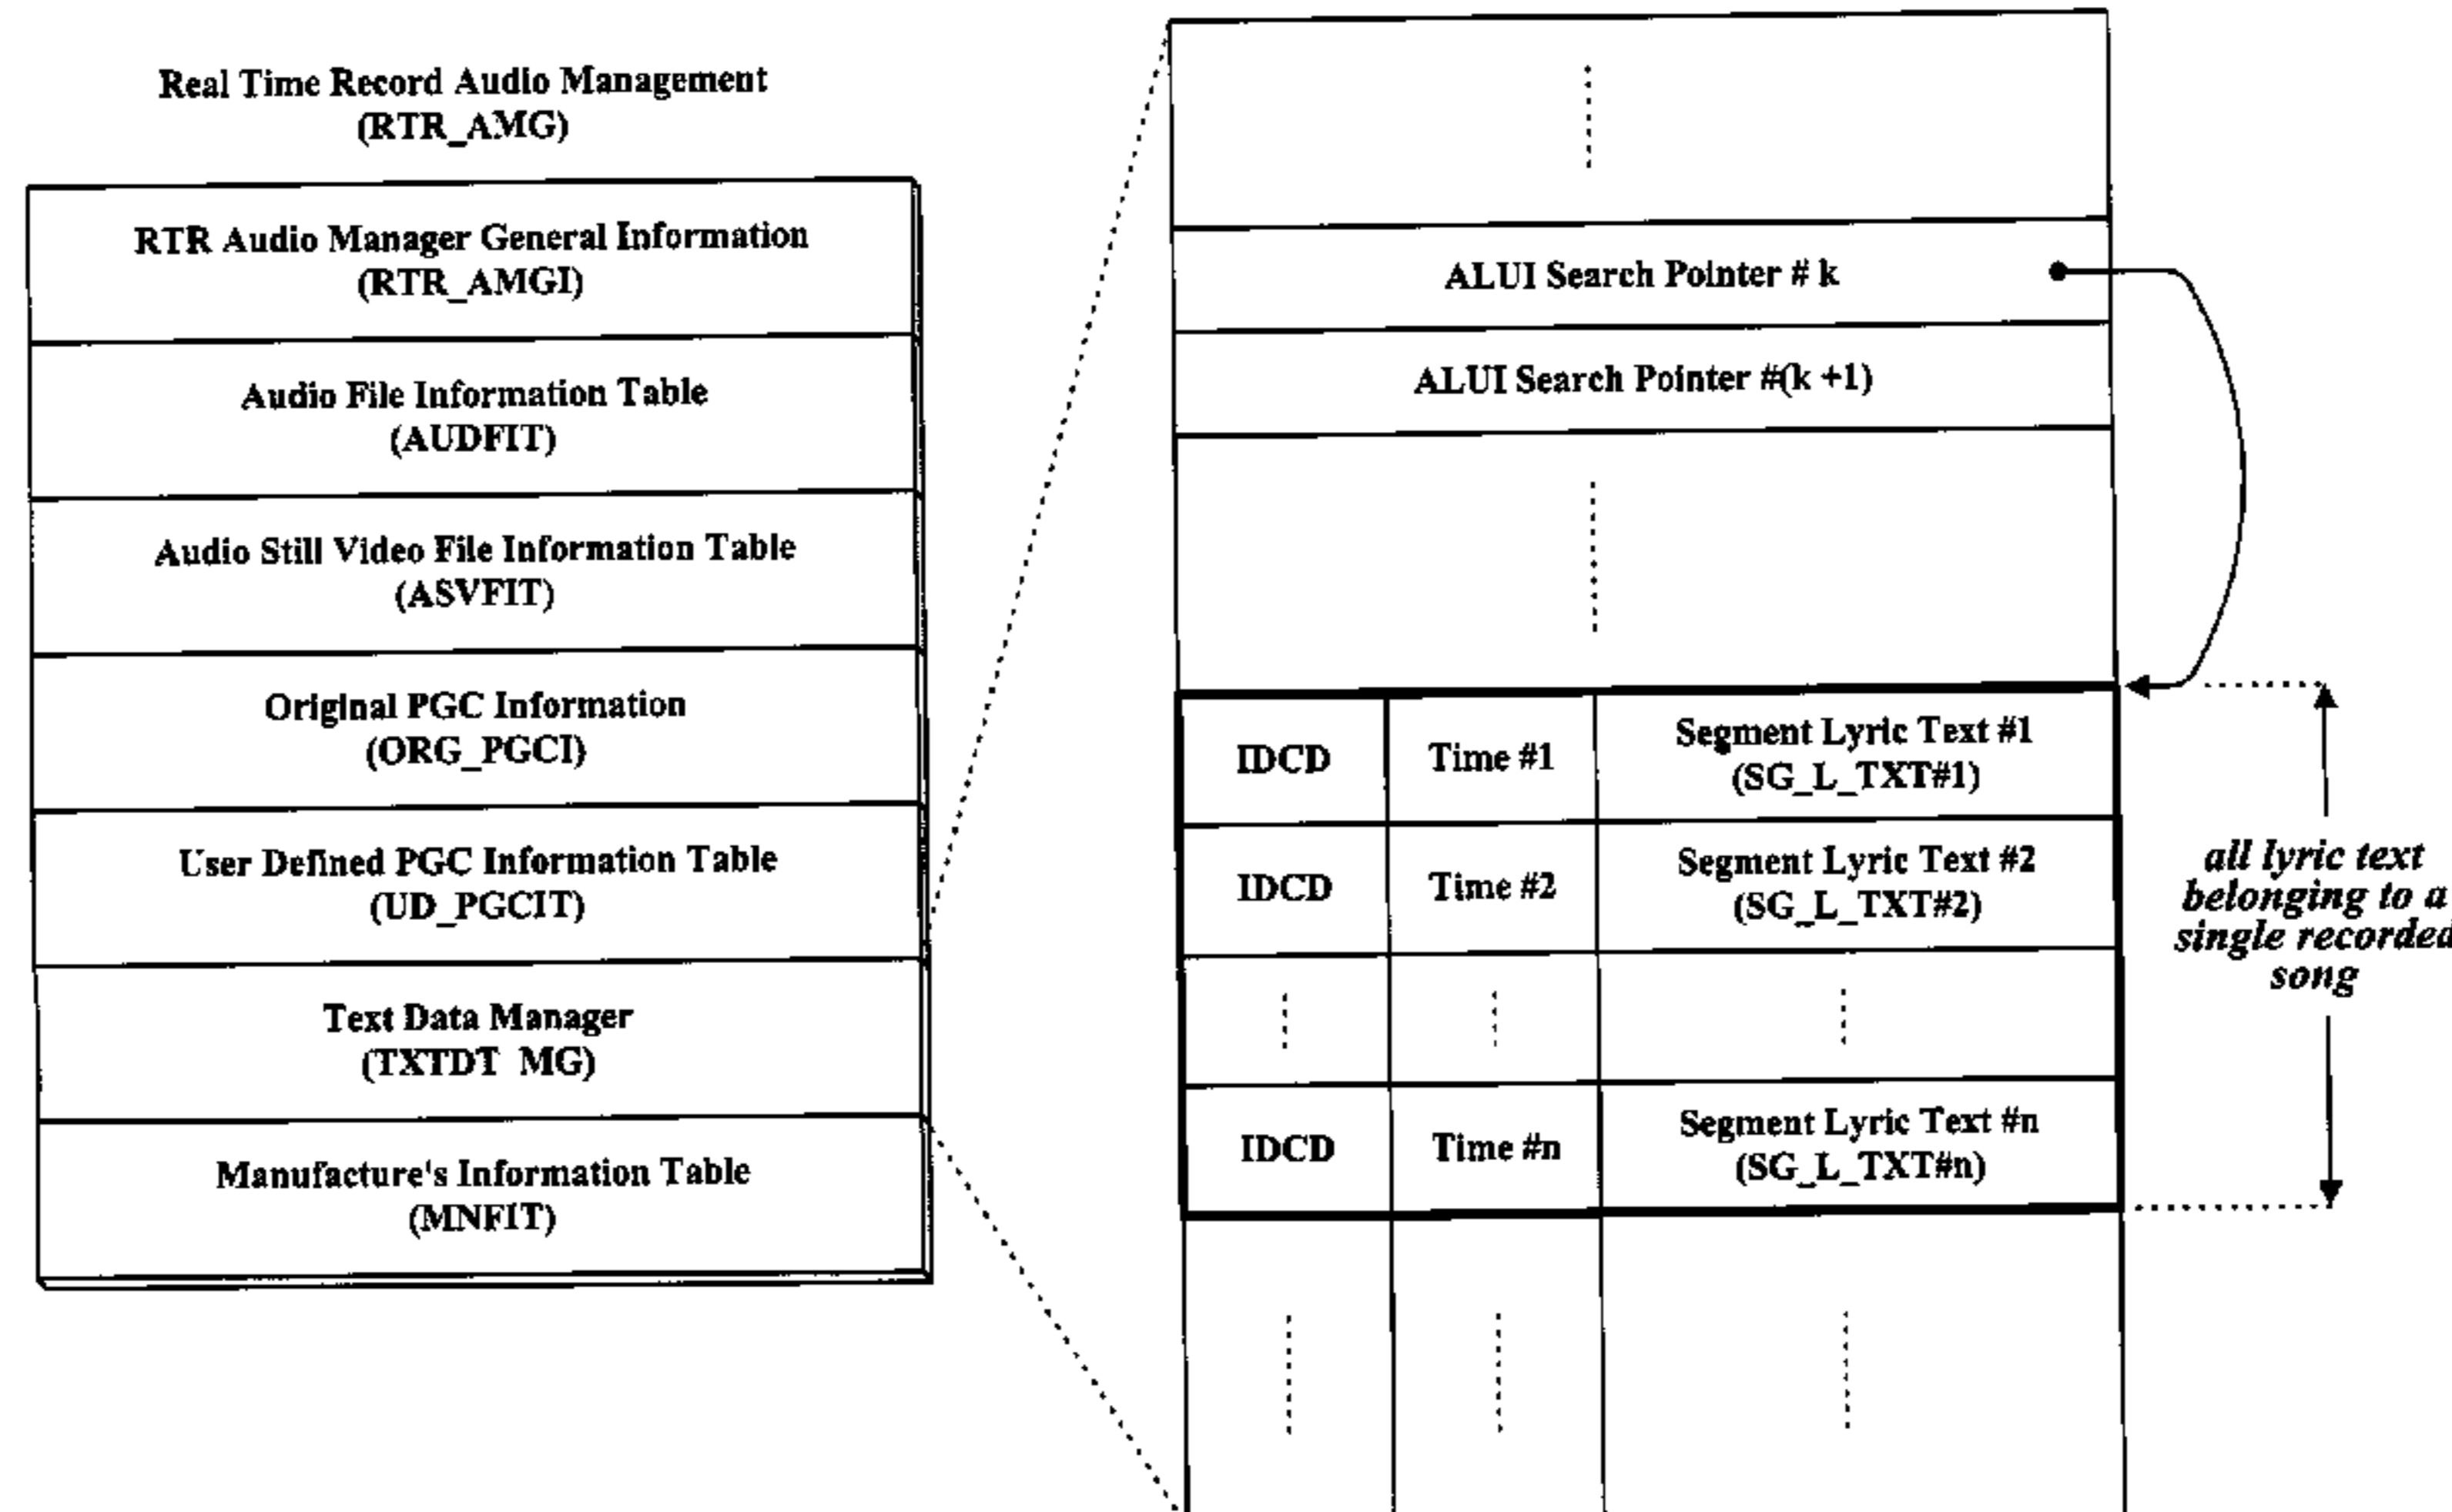 Real Time Record Audio Management
(RTR_AMG)
RTR Audio Manager General Information
(RTR_AMGI)
Audio File Information Table
(AUDFIT)
Audio Still Video File Information Table
(ASVFIT)
Original PGC Information
(ORG_PGCI)
User Defined PGC Information Table
(UD_PGCIT)
Text Data Manager
(TXTDT MG)
Manufacture's Information Table
(MNFIT)
ALUI Search Pointer # k
ALUI Search Pointer #(k +1)
IDCD Time #1 Segment Lyric Text #1
(SG_L_TXT#1)
IDCD Time #2 Segment Lyric Text #2
(SG_L_TXT#2)
IDCD Time #n Segment Lyric Text #n
(SG_L_TXT#n)
all lyric text
belonging to a
single recorded
song